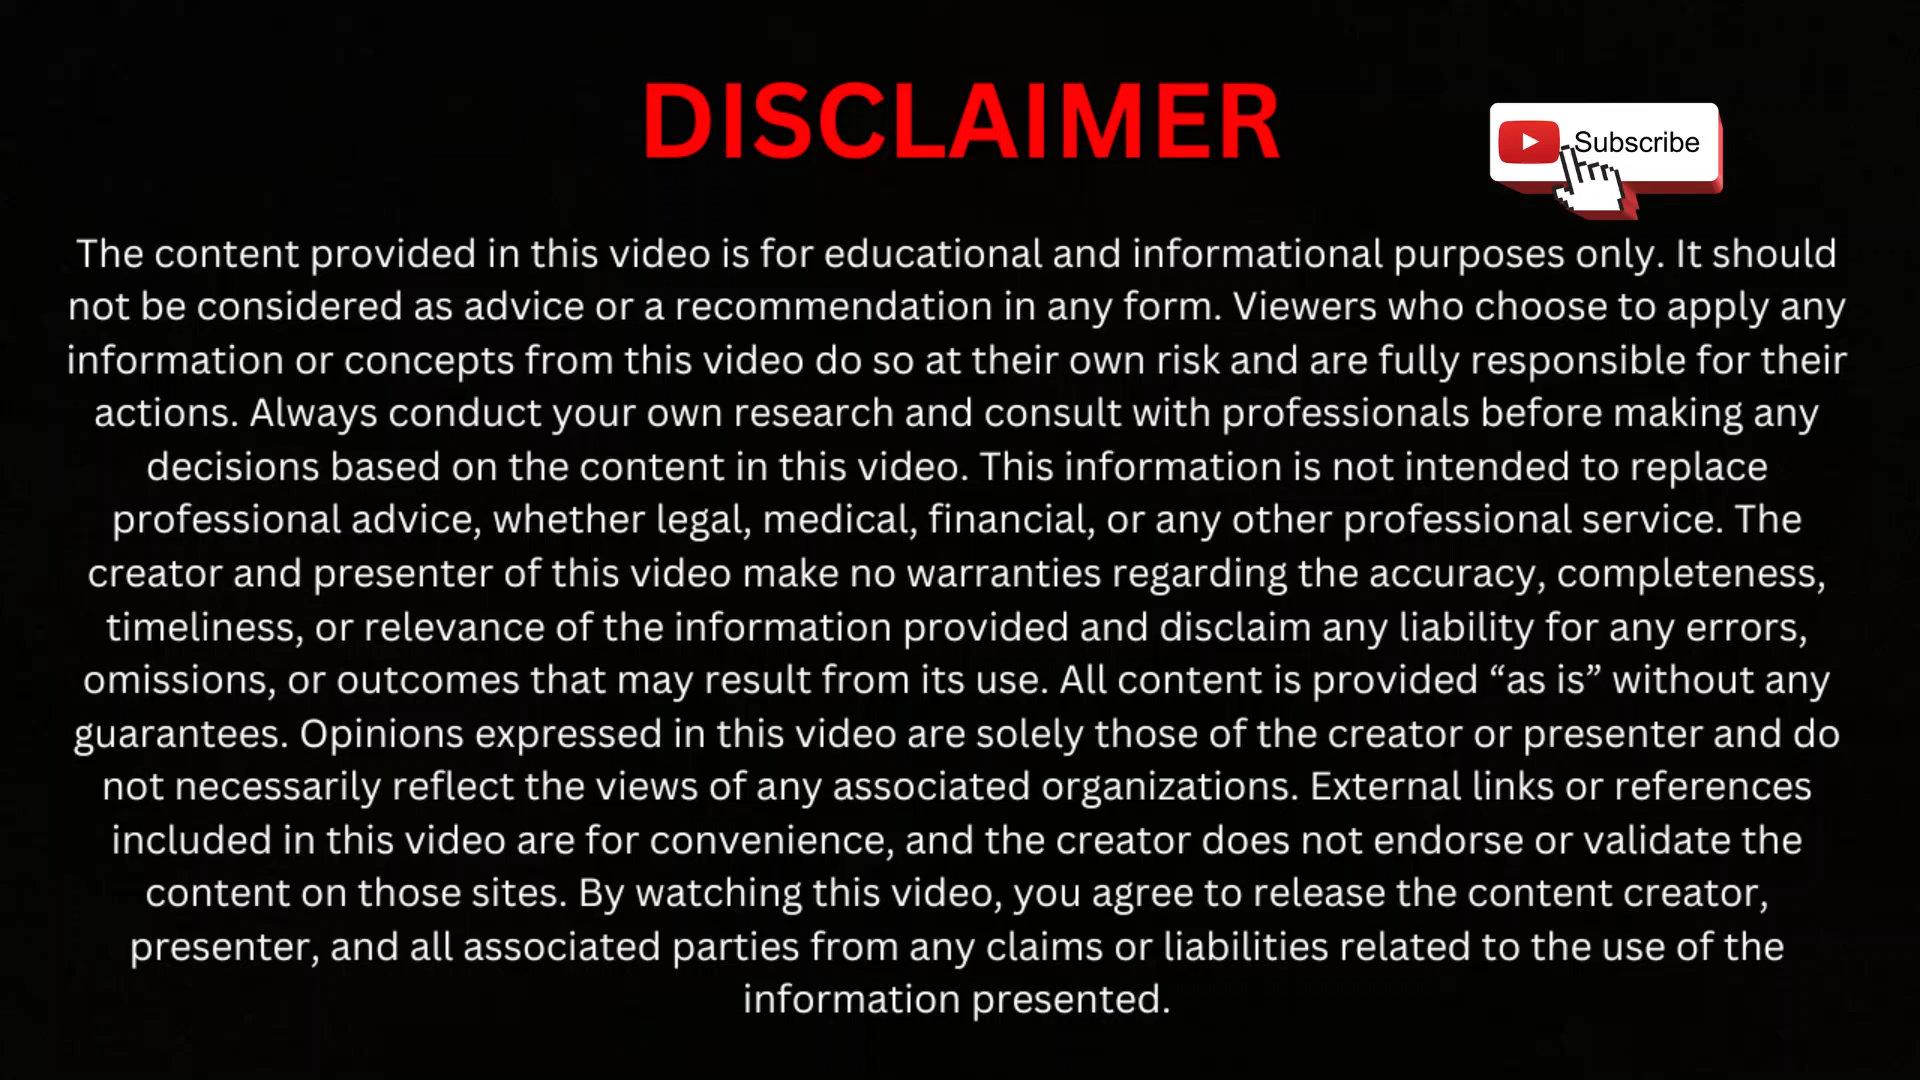 DISCLAIMER
Subscribe
The content provided in this video is for educational and informational purposes only. It should
not be considered as advice or a recommendation in any form. Viewers who choose to apply any
information or concepts from this video do so at their own risk and are fully responsible for their
actions. Always conduct your own research and consult with professionals before making any
decisions based on the content in this video. This information is not intended to replace
professional advice, whether legal, medical, financial, or any other professional service. The
creator and presenter of this video make no warranties regarding the accuracy, completeness,
timeliness, or relevance of the information provided and disclaim any liability for any errors,
omissions, or outcomes that may result from its use. All content is provided “as is” without any
guarantees. Opinions expressed in this video are solely those of the creator or presenter and do
not necessarily reflect the views of any associated organizations. External links or references
included in this video are for convenience, and the creator does not endorse or validate the
content on those sites. By watching this video, you agree to release the content creator,
presenter, and all associated parties from any claims or liabilities related to the use of the
information presented.